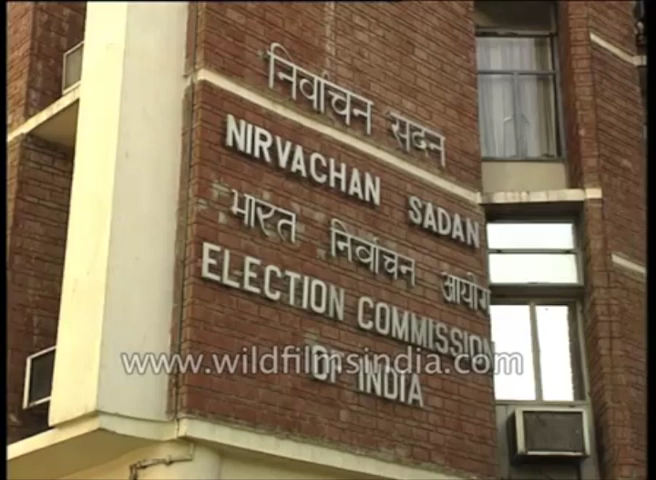 निर्वाचन सदन
NIRVACHAN SADAN
भारत निर्वाचन आयोग
ELECTION COMMISSION
OF INDIA
www.wildfilmsindia.com